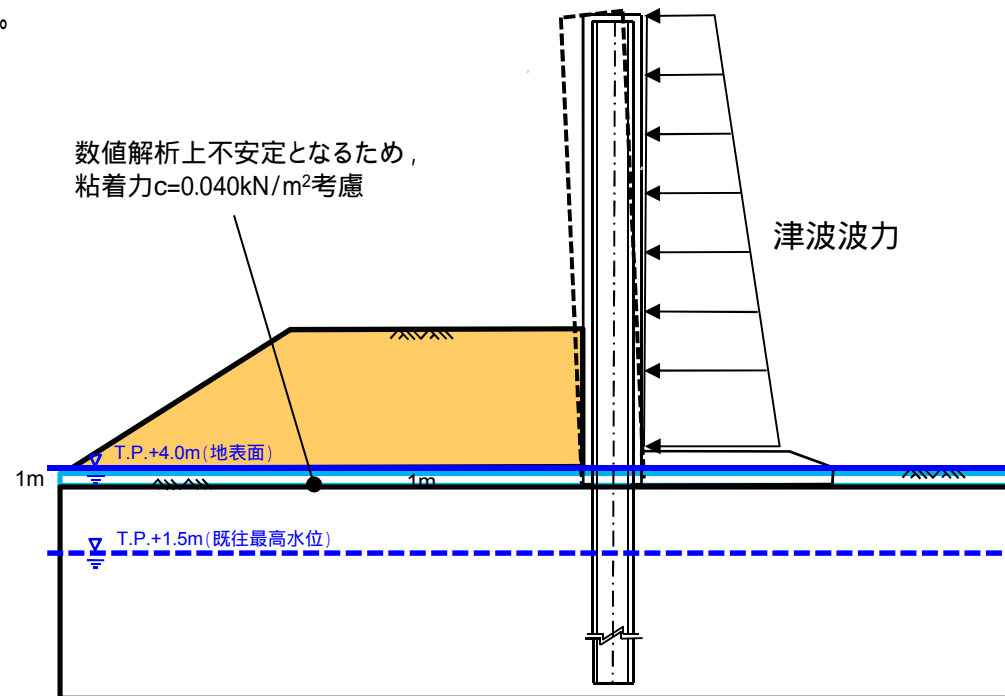 。
数値解析上不安定となるため，
粘着力c=0.040kN/m²考慮
津波波力
T.P.+4.0m(地表面)
1m
1m
T.P.+1.5m(既往最高水位)